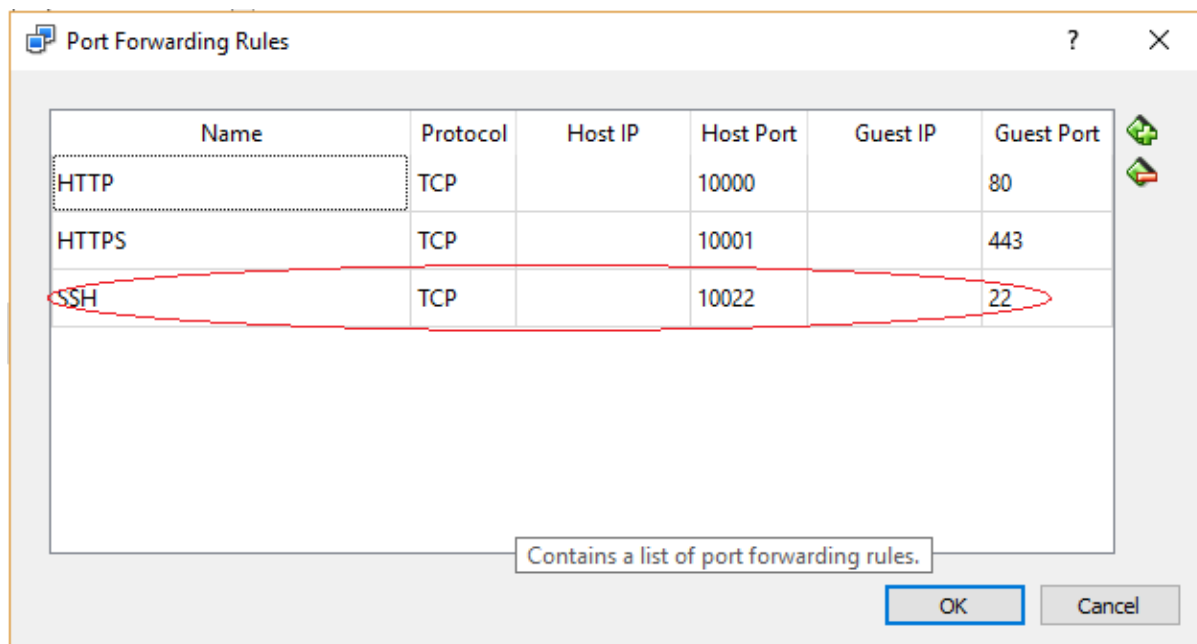 Port Forwarding Rules ?
Name Protocol Host IP Host Port Guest IP Guest Port
HTTP TCP 10000 80
HTTPS TCP 10001 443
SSH TCP 10022 22
Contains a list of port forwarding rules.
OK Cancel